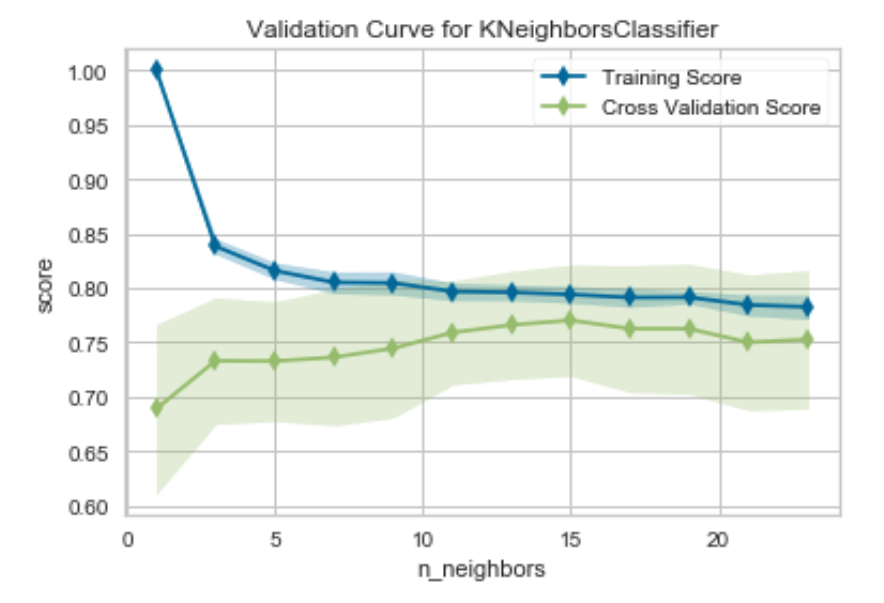 Validation Curve for KNeighborsClassifier
Training Score
Cross Validation Score
1.00
0.95
0.90
0.85
0.80
0.75
0.70
0.65
0.60
score
0 5 10 15 20
n_neighbors